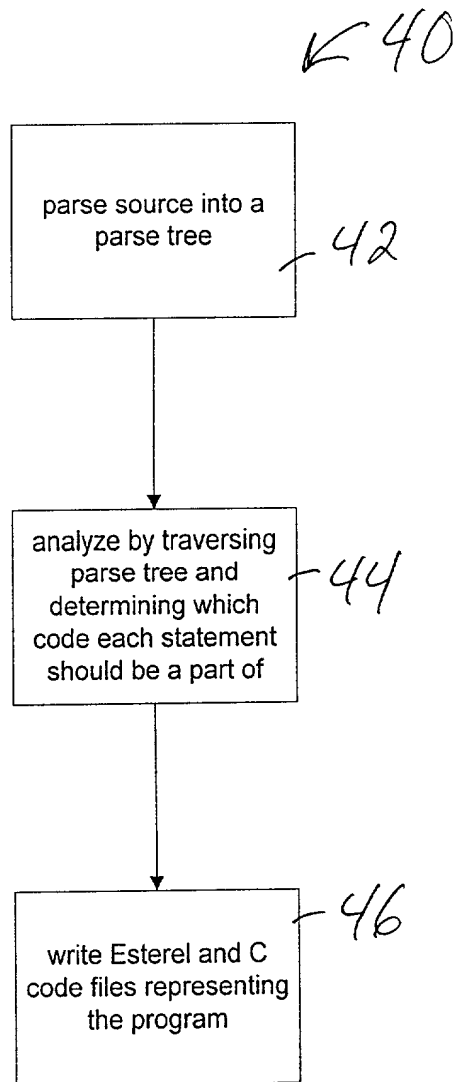 40
parse source into a
parse tree
42
analyze by traversing
parse tree and
determining which
code each statement
should be a part of
44
write Esterel and C
code files representing
the program
46